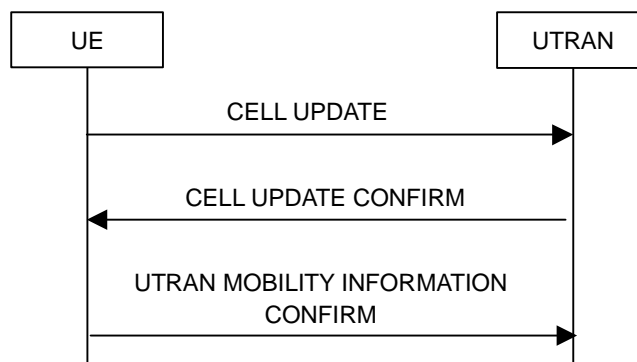 UE
UTRAN
CELL UPDATE
CELL UPDATE CONFIRM
UTRAN MOBILITY INFORMATION
CONFIRM